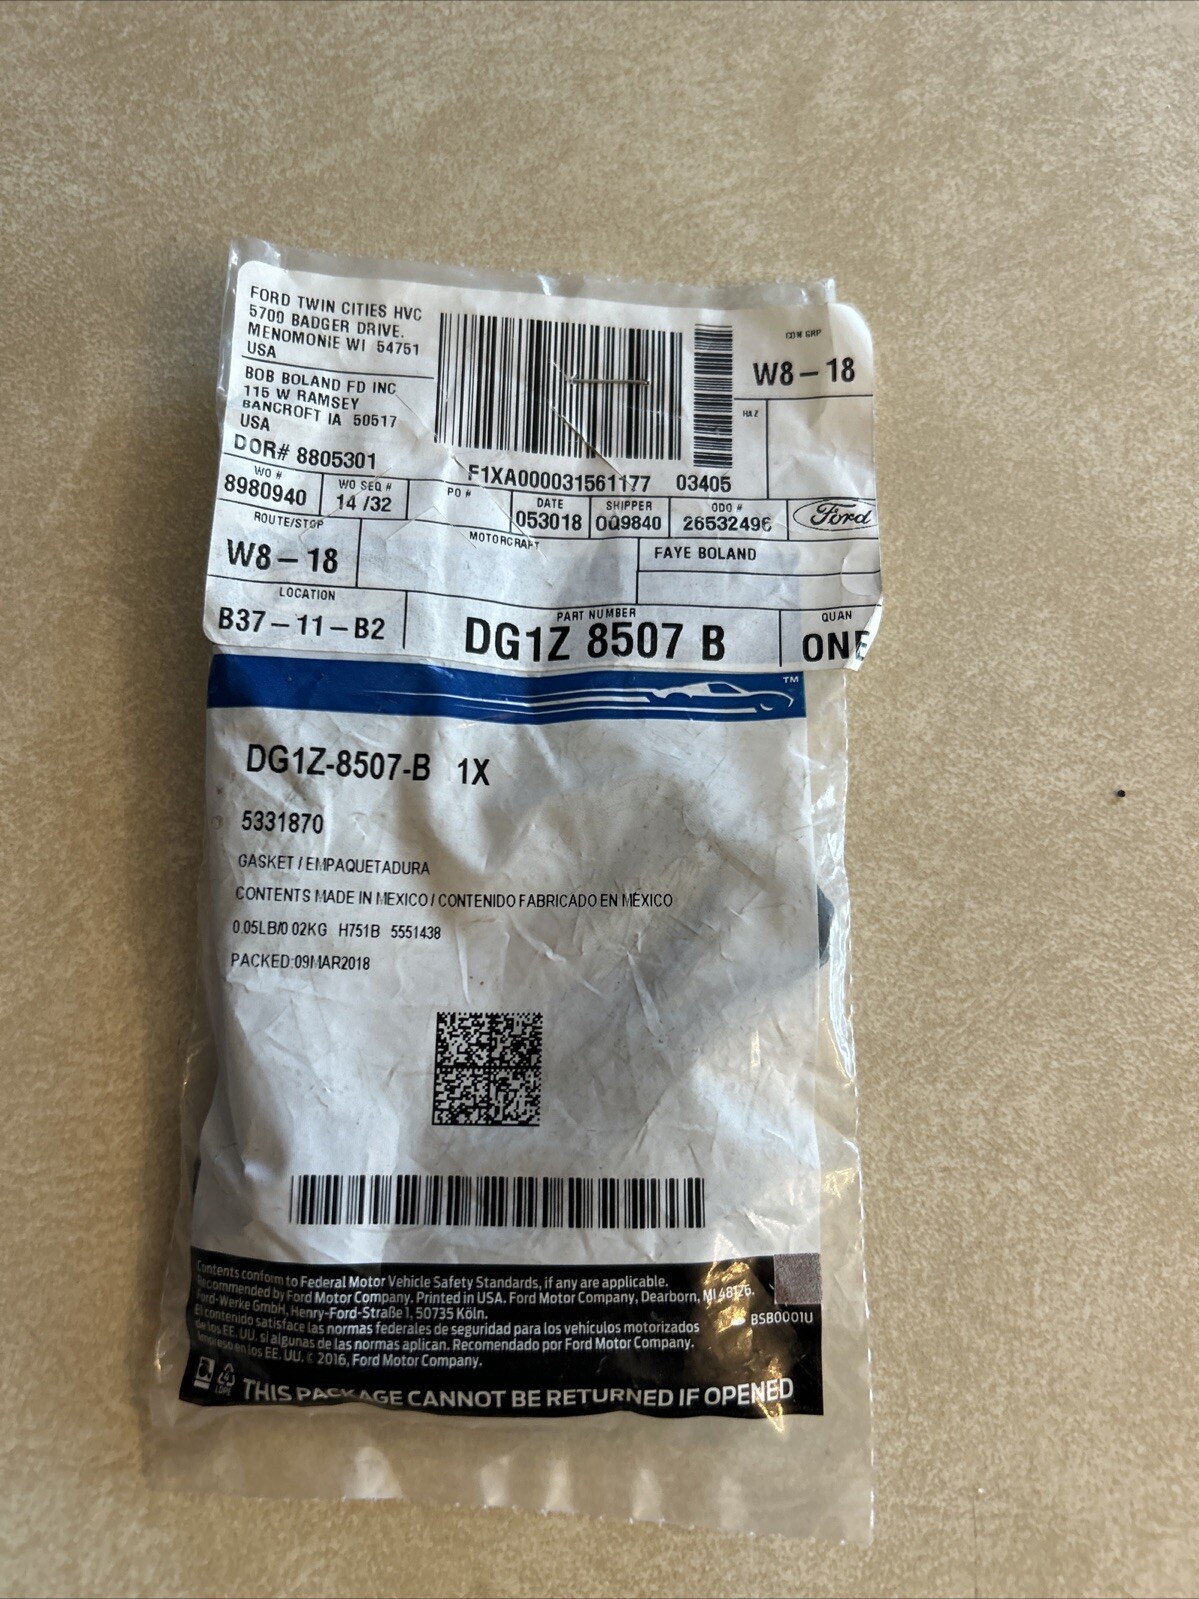 FORD TWIN CITIES HVC
5700 BADGER DRIVE.
MENOMONIE WI 54751
USA
BOB BOLAND FD INC
115 W RAMSEY
BANCROFT IA 50517
USA
DOR# 8805301
F1XA000031561177 03405
CON GRP
W8-18
HAZ
WO #
8980940
WO SEQ #
14 /32
PO #
DATE
053018
SHIPPER
0Q9840
ODO #
26532496
Ford
ROUTE/STOP
W8-18
MOTORCRAFT
FAYE BOLAND
LOCATION
B37-11-B2
PART NUMBER
DG1Z 8507 B
QUAN
ONE
TM
DG1Z-8507-B 1X
5331870
GASKET / EMPAQUETADURA
CONTENTS MADE IN MEXICO / CONTENIDO FABRICADO EN MÉXICO
0.05LB/0 02KG H751B 5551438
PACKED:09MAR2018
Contents conform to Federal Motor Vehicle Safety Standards, if any are applicable.
Recommended by Ford Motor Company. Printed in USA. Ford Motor Company, Dearborn, MI 48126.
Ford-Werke GmbH, Henry-Ford-Straße 1, 50735 Köln.
El contenido satisface las normas federales de seguridad para los vehículos motorizados
de los EE. UU. si algunas de las normas aplican. Recomendado por Ford Motor Company.
Impreso en los EE. UU. © 2016, Ford Motor Company.
BSB0001U
4
LDPE
THIS PACKAGE CANNOT BE RETURNED IF OPENED